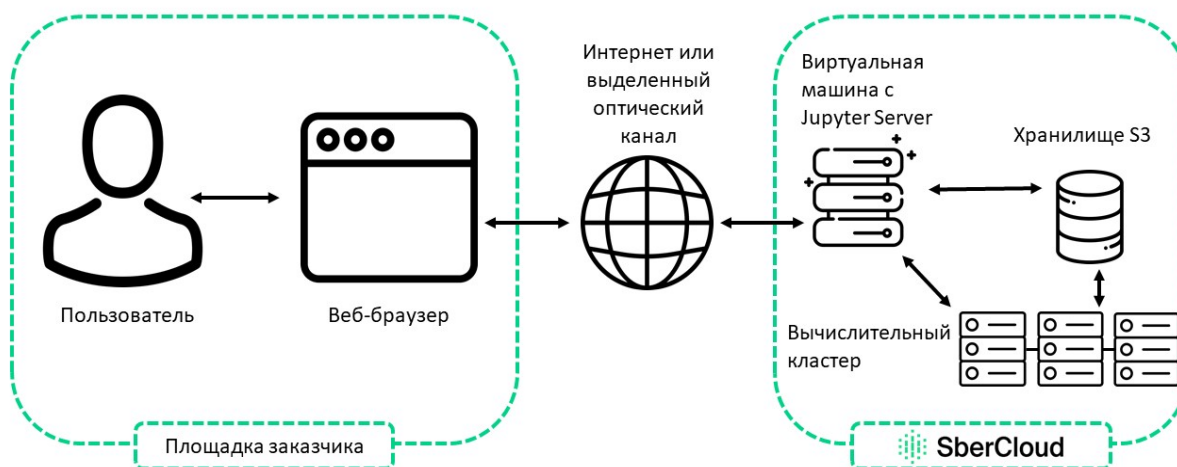 Пользователь
Веб-браузер
Площадка заказчика
Интернет или
выделенный
оптический
канал
Виртуальная
машина с
Jupyter Server
Хранилище S3
Вычислительный
кластер
SberCloud